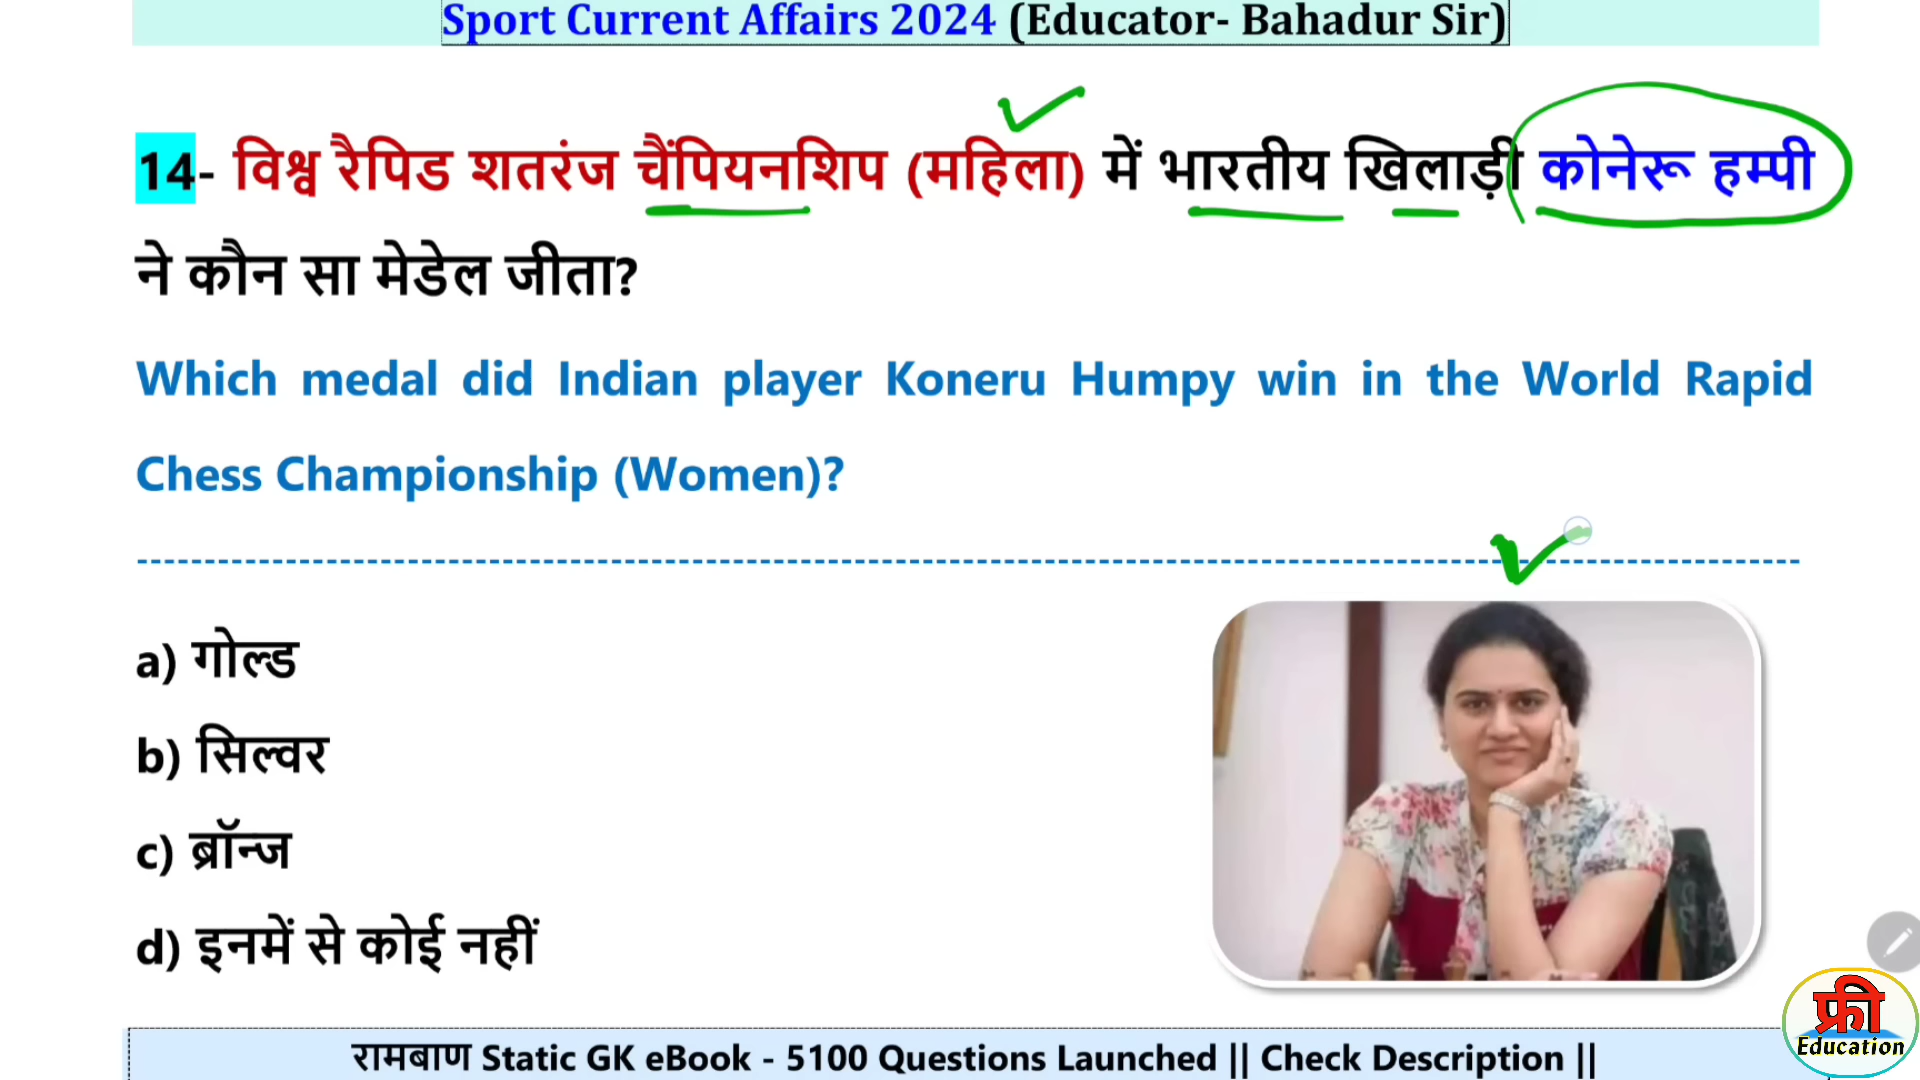 Sport Current Affairs 2024 (Educator- Bahadur Sir)
14- विश्व रैपिड शतरंज चैंपियनशिप (महिला) में भारतीय खिलाड़ी कोनेरू हम्पी
ने कौन सा मेडेल जीता?
Which medal did Indian player Koneru Humpy win in the World Rapid
Chess Championship (Women)?
a) गोल्ड
b) सिल्वर
c) ब्रॉन्ज
d) इनमें से कोई नहीं
फ्री
Education
रामबाण Static GK eBook - 5100 Questions Launched || Check Description ||